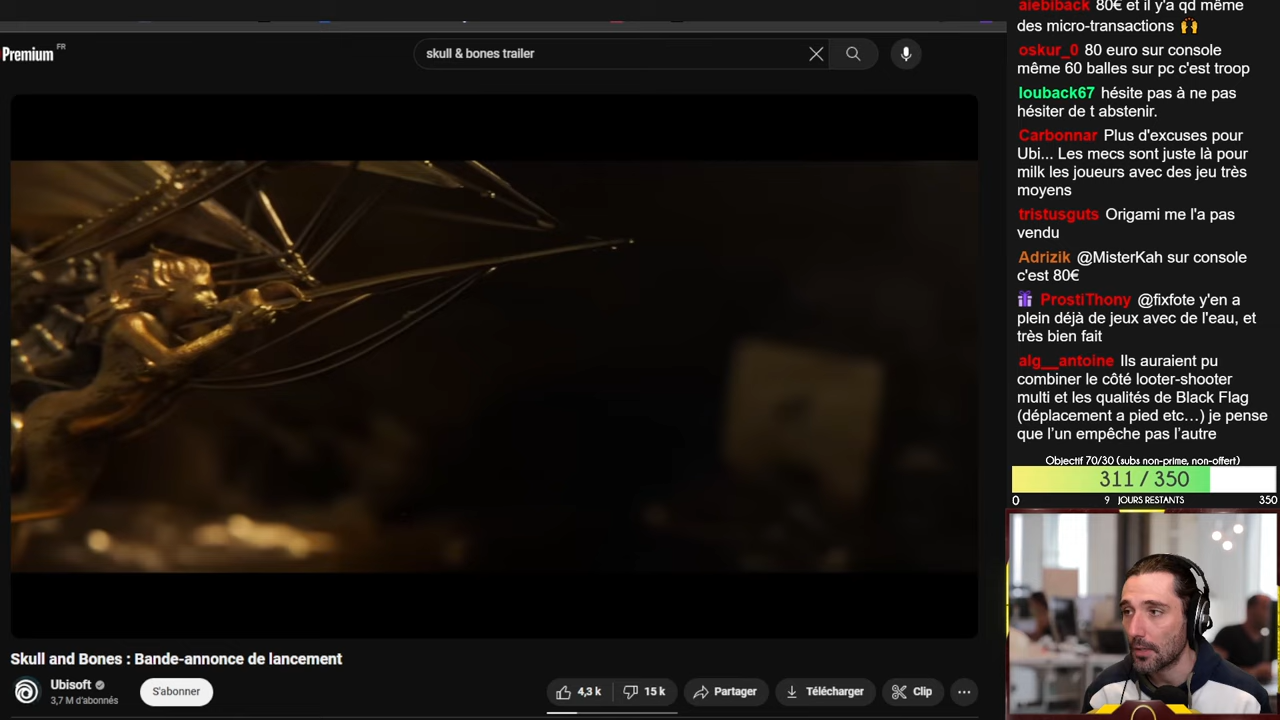 Premium FR
skull & bones trailer
Skull and Bones : Bande-annonce de lancement
Ubisoft
3,7 M d'abonnés
S'abonner
4,3 k
15 k
Partager
Télécharger
Clip
aiebiback 80€ et il y'a qd même
des micro-transactions
oskur_0 80 euro sur console
même 60 balles sur pc c'est troop
louback67 hésite pas à ne pas
hésiter de t abstenir.
Carbonnar Plus d'excuses pour
Ubi... Les mecs sont juste là pour
milk les joueurs avec des jeu très
moyens
tristusguts Origami me l'a pas
vendu
Adrizik @MisterKah sur console
c'est 80€
ProstiThony @fixfote y'en a
plein déjà de jeux avec de l'eau, et
très bien fait
alg__antoine Ils auraient pu
combiner le côté looter-shooter
multi et les qualités de Black Flag
(déplacement a pied etc…) je pense
que l'un empêche pas l'autre
Objectif 70/30 (subs non-prime, non-offert)
311 / 350
0 9 JOURS RESTANTS 350